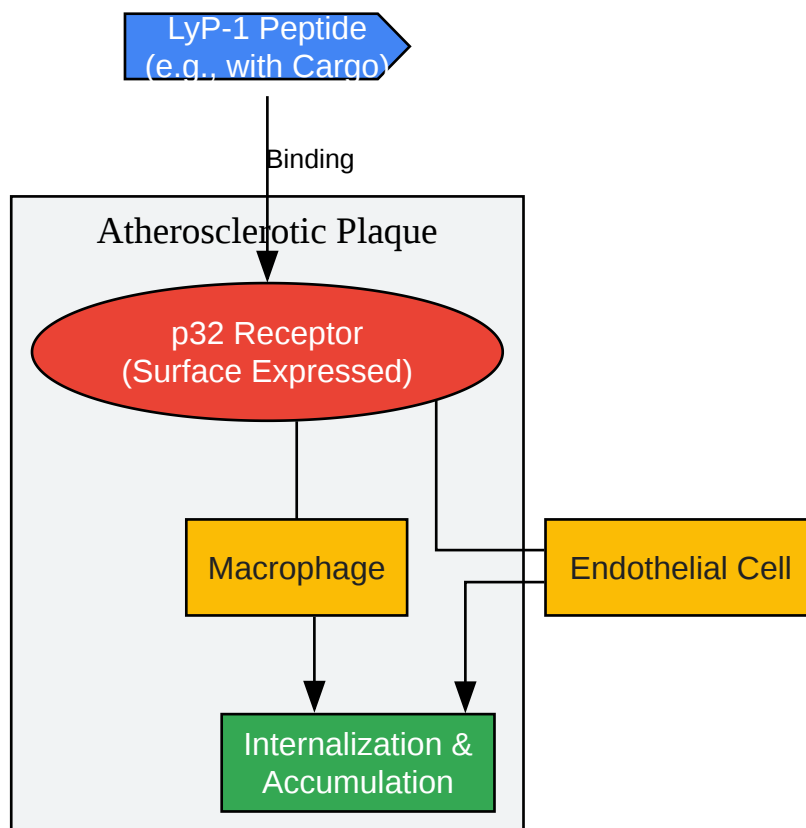 LyP-1 Peptide
(e.g., with Cargo)
Binding
Atherosclerotic Plaque
p32 Receptor
(Surface Expressed)
Macrophage
Endothelial Cell
Internalization &
Accumulation